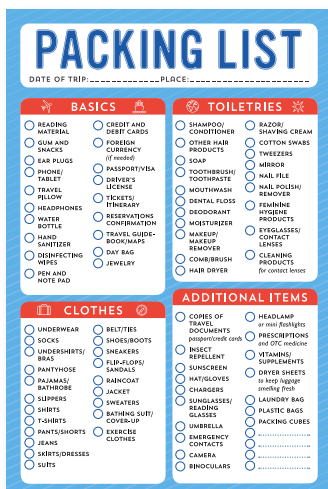 PACKING LIST
DATE OF TRIP: PLACE:
BASICS
READING
MATERIAL
GUM AND
SNACKS
EAR PLUGS
PHONE/
TABLET
TRAVEL
PILLOW
HEADPHONES
WATER
BOTTLE
HAND
SANITIZER
DISINFECTING
WIPES
PEN AND
NOTE PAD
CREDIT AND
DEBIT CARDS
FOREIGN
CURRENCY
(if needed)
PASSPORT/VISA
DRIVER'S
LICENSE
TICKETS/
ITINERARY
RESERVATIONS
CONFIRMATION
TRAVEL GUIDE-
BOOK/MAPS
DAY BAG
JEWELRY
TOILETRIES
SHAMPOO/
CONDITIONER
OTHER HAIR
PRODUCTS
SOAP
TOOTHBRUSH/
TOOTHPASTE
MOUTHWASH
DENTAL FLOSS
DEODORANT
MOISTURIZER
MAKEUP/
MAKEUP
REMOVER
COMB/BRUSH
HAIR DRYER
RAZOR/
SHAVING CREAM
COTTON SWABS
TWEEZERS
MIRROR
NAIL FILE
NAIL POLISH/
REMOVER
FEMININE
HYGIENE
PRODUCTS
EYEGLASSES/
CONTACT
LENSES
CLEANING
PRODUCTS
for contact lenses
CLOTHES
UNDERWEAR
SOCKS
UNDERSHIRTS/
BRAS
PANTYHOSE
PAJAMAS/
BATHROBE
SLIPPERS
SHIRTS
T-SHIRTS
PANTS/SHORTS
JEANS
SKIRTS/DRESSES
SUITS
BELT/TIES
SHOES/BOOTS
SNEAKERS
FLIP-FLOPS/
SANDALS
RAINCOAT
JACKET
SWEATERS
BATHING SUIT/
COVER-UP
EXERCISE
CLOTHES
ADDITIONAL ITEMS
COPIES OF
TRAVEL
DOCUMENTS
passport/credit cards
INSECT
REPELLENT
SUNSCREEN
HAT/GLOVES
CHARGERS
SUNGLASSES/
READING
GLASSES
UMBRELLA
EMERGENCY
CONTACTS
CAMERA
BINOCULARS
HEADLAMP
or mini flashlights
PRESCRIPTIONS
and OTC medicine
VITAMINS/
SUPPLEMENTS
DRYER SHEETS
to keep luggage
smelling fresh
LAUNDRY BAG
PLASTIC BAGS
PACKING CUBES